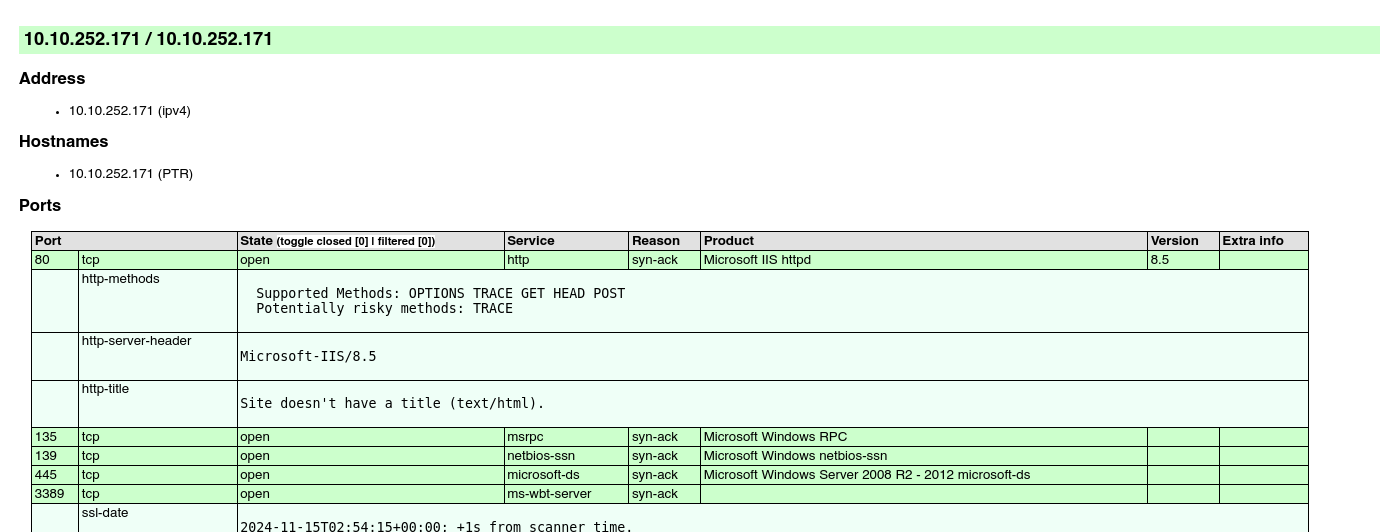 10.10.252.171 / 10.10.252.171
Address
• 10.10.252.171 (ipv4)
Hostnames
• 10.10.252.171 (PTR)
Ports
Port State (toggle closed [0] | filtered [0]) Service Reason Product Version Extra info
80 tcp open http syn-ack Microsoft IIS httpd 8.5
http-methods
Supported Methods: OPTIONS TRACE GET HEAD POST
Potentially risky methods: TRACE
http-server-header
Microsoft-IIS/8.5
http-title
Site doesn't have a title (text/html).
135 tcp open msrpc syn-ack Microsoft Windows RPC
139 tcp open netbios-ssn syn-ack Microsoft Windows netbios-ssn
445 tcp open microsoft-ds syn-ack Microsoft Windows Server 2008 R2 - 2012 microsoft-ds
3389 tcp open ms-wbt-server syn-ack
ssl-date
2024-11-15T02:54:15+00:00; +1s from scanner time.